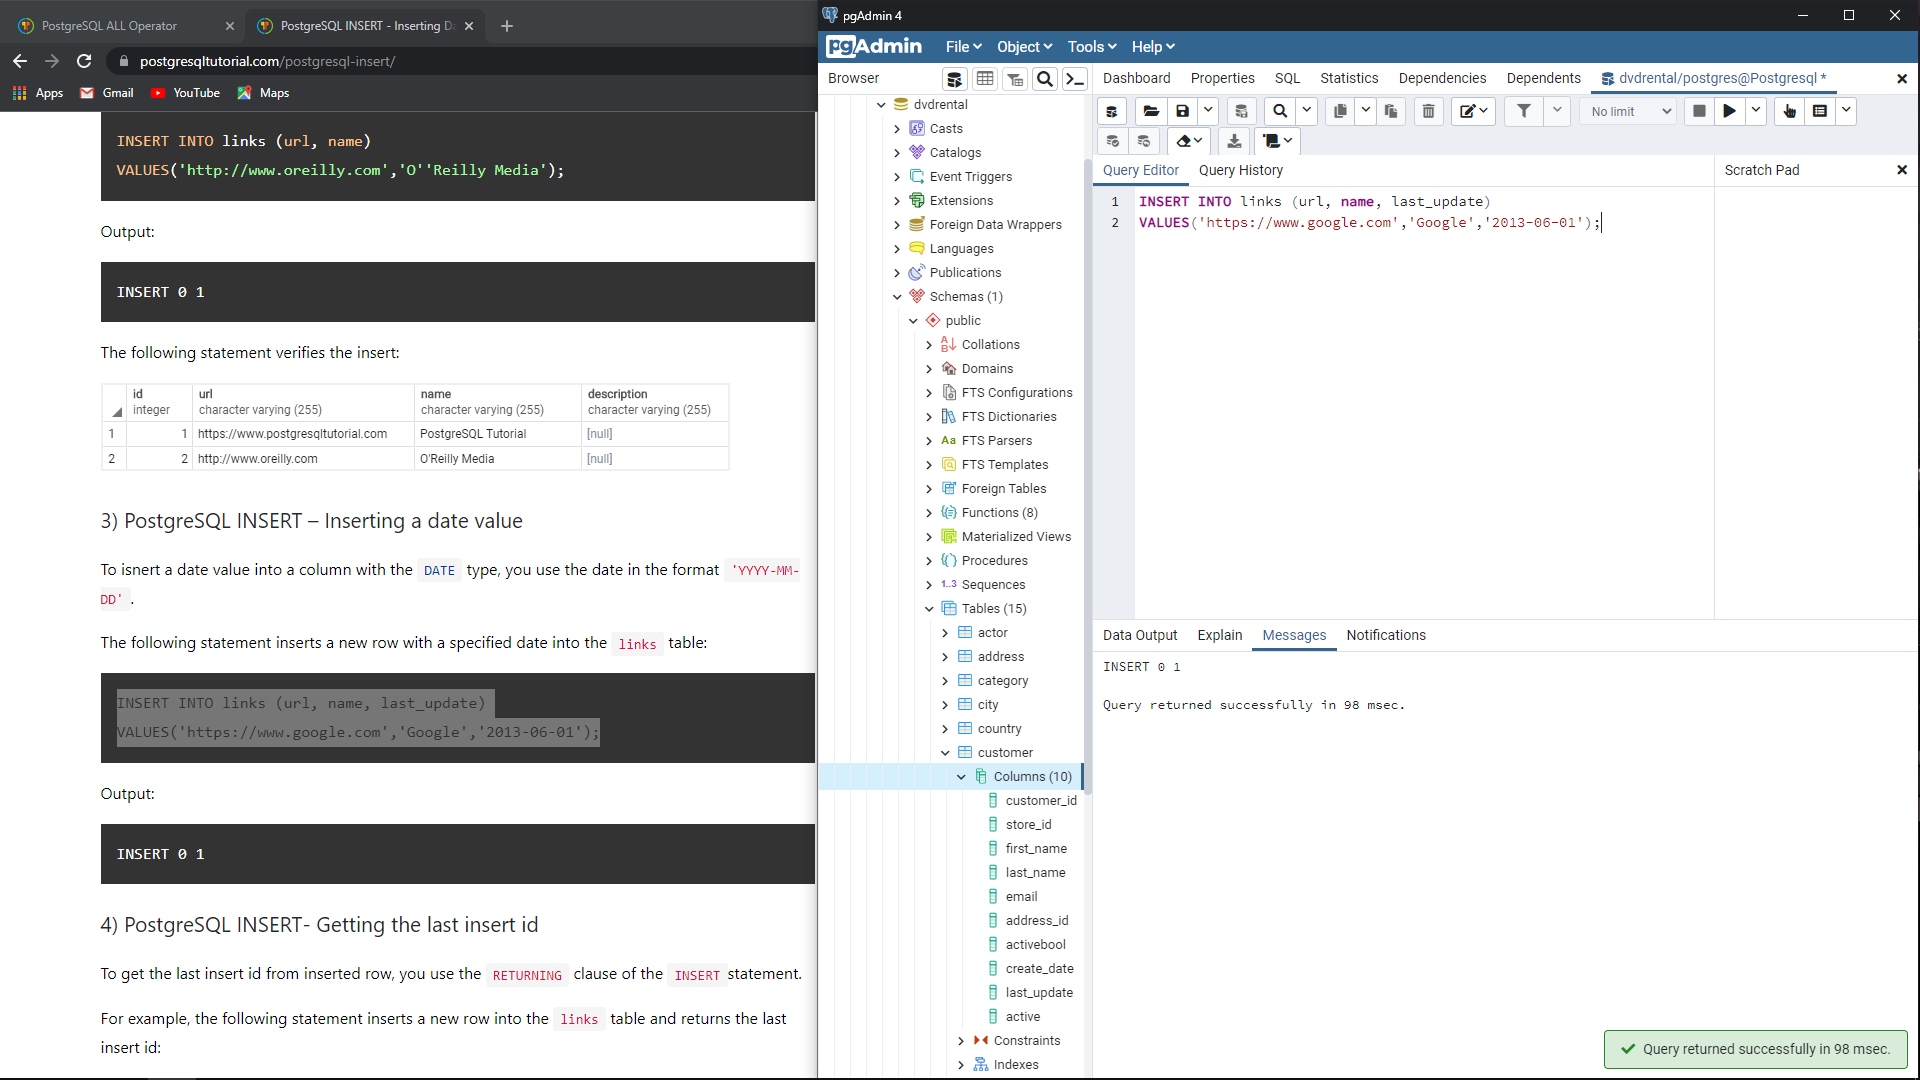 PostgreSQL ALL Operator
PostgreSQL INSERT - Inserting Da
postgresqltutorial.com/postgresql-insert/
Apps
Gmail
YouTube
Maps
INSERT INTO links (url, name)
VALUES('http://www.oreilly.com','O''Reilly Media');
Output:
INSERT 0 1
The following statement verifies the insert:
id url name description
integer character varying (255) character varying (255) character varying (255)
1 1 https://www.postgresqltutorial.com PostgreSQL Tutorial [null]
2 2 http://www.oreilly.com O'Reilly Media [null]
3) PostgreSQL INSERT – Inserting a date value
To isnert a date value into a column with the DATE type, you use the date in the format 'YYYY-MM-
DD' .
The following statement inserts a new row with a specified date into the links table:
INSERT INTO links (url, name, last_update)
VALUES('https://www.google.com','Google','2013-06-01');
Output:
INSERT 0 1
4) PostgreSQL INSERT- Getting the last insert id
To get the last insert id from inserted row, you use the RETURNING clause of the INSERT statement.
For example, the following statement inserts a new row into the links table and returns the last
insert id:
pgAdmin 4
pgAdmin
File
Object
Tools
Help
Browser
dvdrental
Casts
Catalogs
Event Triggers
Extensions
Foreign Data Wrappers
Languages
Publications
Schemas (1)
public
Collations
Domains
FTS Configurations
FTS Dictionaries
Aa FTS Parsers
FTS Templates
Foreign Tables
Functions (8)
Materialized Views
Procedures
1..3 Sequences
Tables (15)
actor
address
category
city
country
customer
Columns (10)
customer_id
store_id
first_name
last_name
email
address_id
activebool
create_date
last_update
active
Constraints
Indexes
Dashboard
Properties
SQL
Statistics
Dependencies
Dependents
dvdrental/postgres@Postgresql *
No limit
Query Editor
Query History
Scratch Pad
1 INSERT INTO links (url, name, last_update)
2 VALUES('https://www.google.com','Google','2013-06-01');
Data Output
Explain
Messages
Notifications
INSERT 0 1
Query returned successfully in 98 msec.
Query returned successfully in 98 msec.